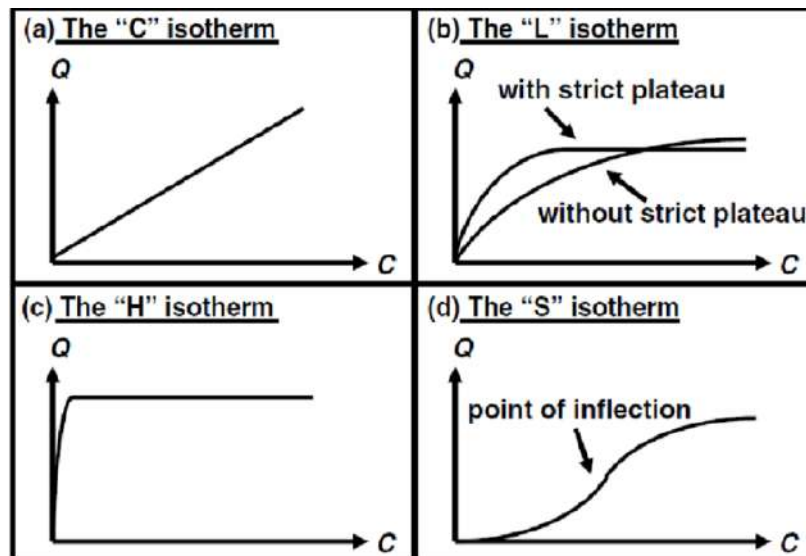 (a) The “C” isotherm
Q
C
(b) The “L” isotherm
Q
with strict plateau
without strict plateau
C
(c) The “H” isotherm
Q
C
(d) The “S” isotherm
Q
point of inflection
C